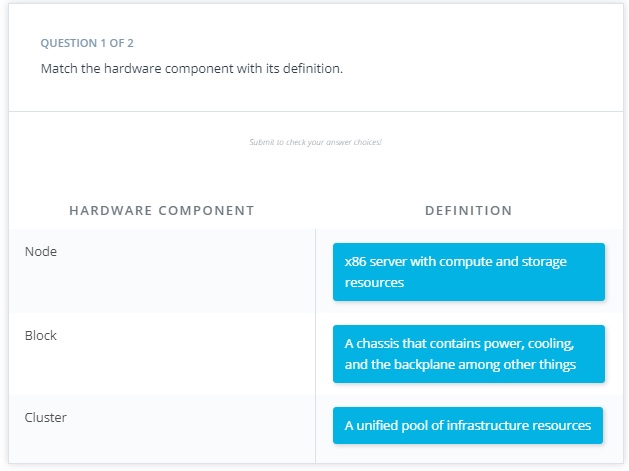 QUESTION 1 OF 2
Match the hardware component with its definition.
Submit to check your answer choices!
HARDWARE COMPONENT
DEFINITION
Node
x86 server with compute and storage
resources
Block
A chassis that contains power, cooling,
and the backplane among other things
Cluster
A unified pool of infrastructure resources